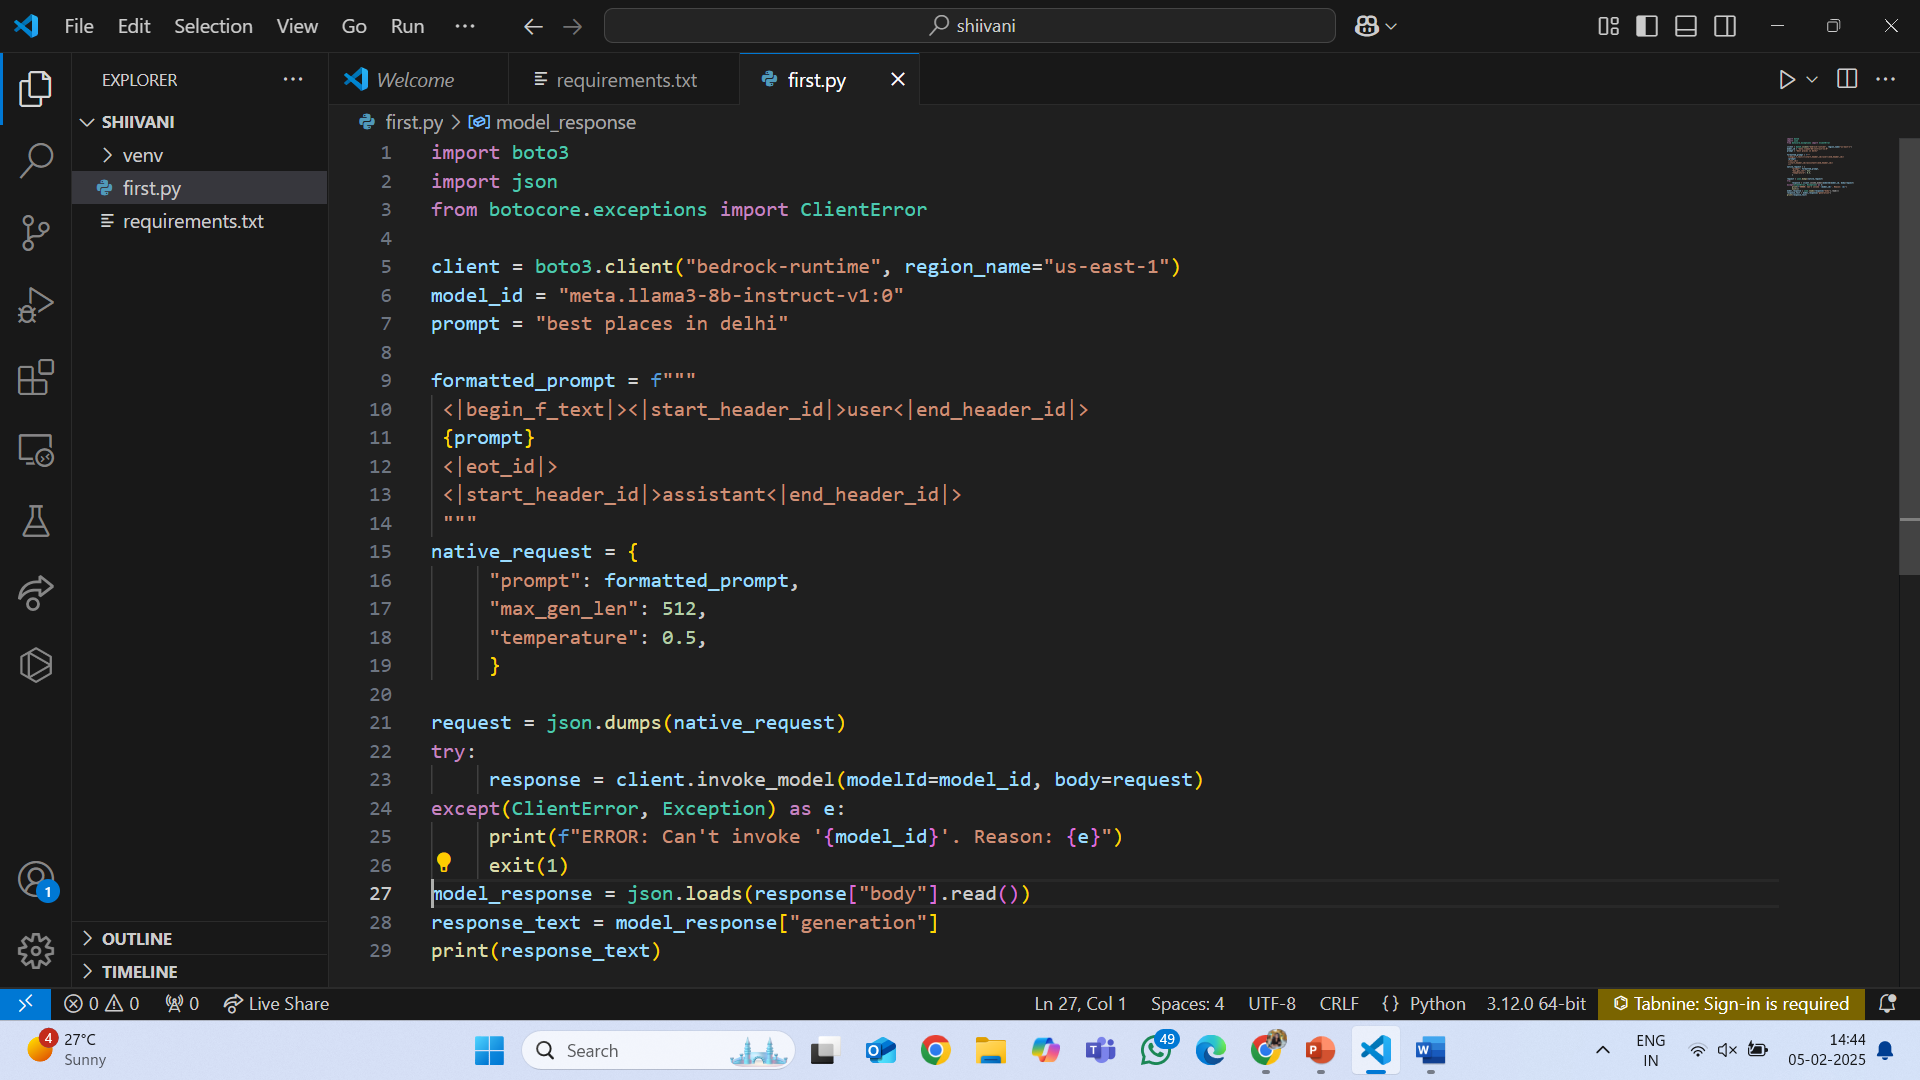 File Edit Selection View Go Run
shiivani
EXPLORER
Welcome
requirements.txt
first.py
SHIIVANI
venv
first.py
requirements.txt
first.py > model_response
1 import boto3
2 import json
3 from botocore.exceptions import ClientError
4
5 client = boto3.client("bedrock-runtime", region_name="us-east-1")
6 model_id = "meta.llama3-8b-instruct-v1:0"
7 prompt = "best places in delhi"
8
9 formatted_prompt = f"""
10 <|begin_f_text|><|start_header_id|>user<|end_header_id|>
11 {prompt}
12 <|eot_id|>
13 <|start_header_id|>assistant<|end_header_id|>
14 """
15 native_request = {
16 "prompt": formatted_prompt,
17 "max_gen_len": 512,
18 "temperature": 0.5,
19 }
20
21 request = json.dumps(native_request)
22 try:
23 response = client.invoke_model(modelId=model_id, body=request)
24 except(ClientError, Exception) as e:
25 print(f"ERROR: Can't invoke '{model_id}'. Reason: {e}")
26 exit(1)
27 model_response = json.loads(response["body"].read())
28 response_text = model_response["generation"]
29 print(response_text)
1
OUTLINE
TIMELINE
0 0 0 Live Share
Ln 27, Col 1 Spaces: 4 UTF-8 CRLF {} Python 3.12.0 64-bit Tabnine: Sign-in is required
4
27°C
Sunny
Search
49
ENG
IN
14:44
05-02-2025